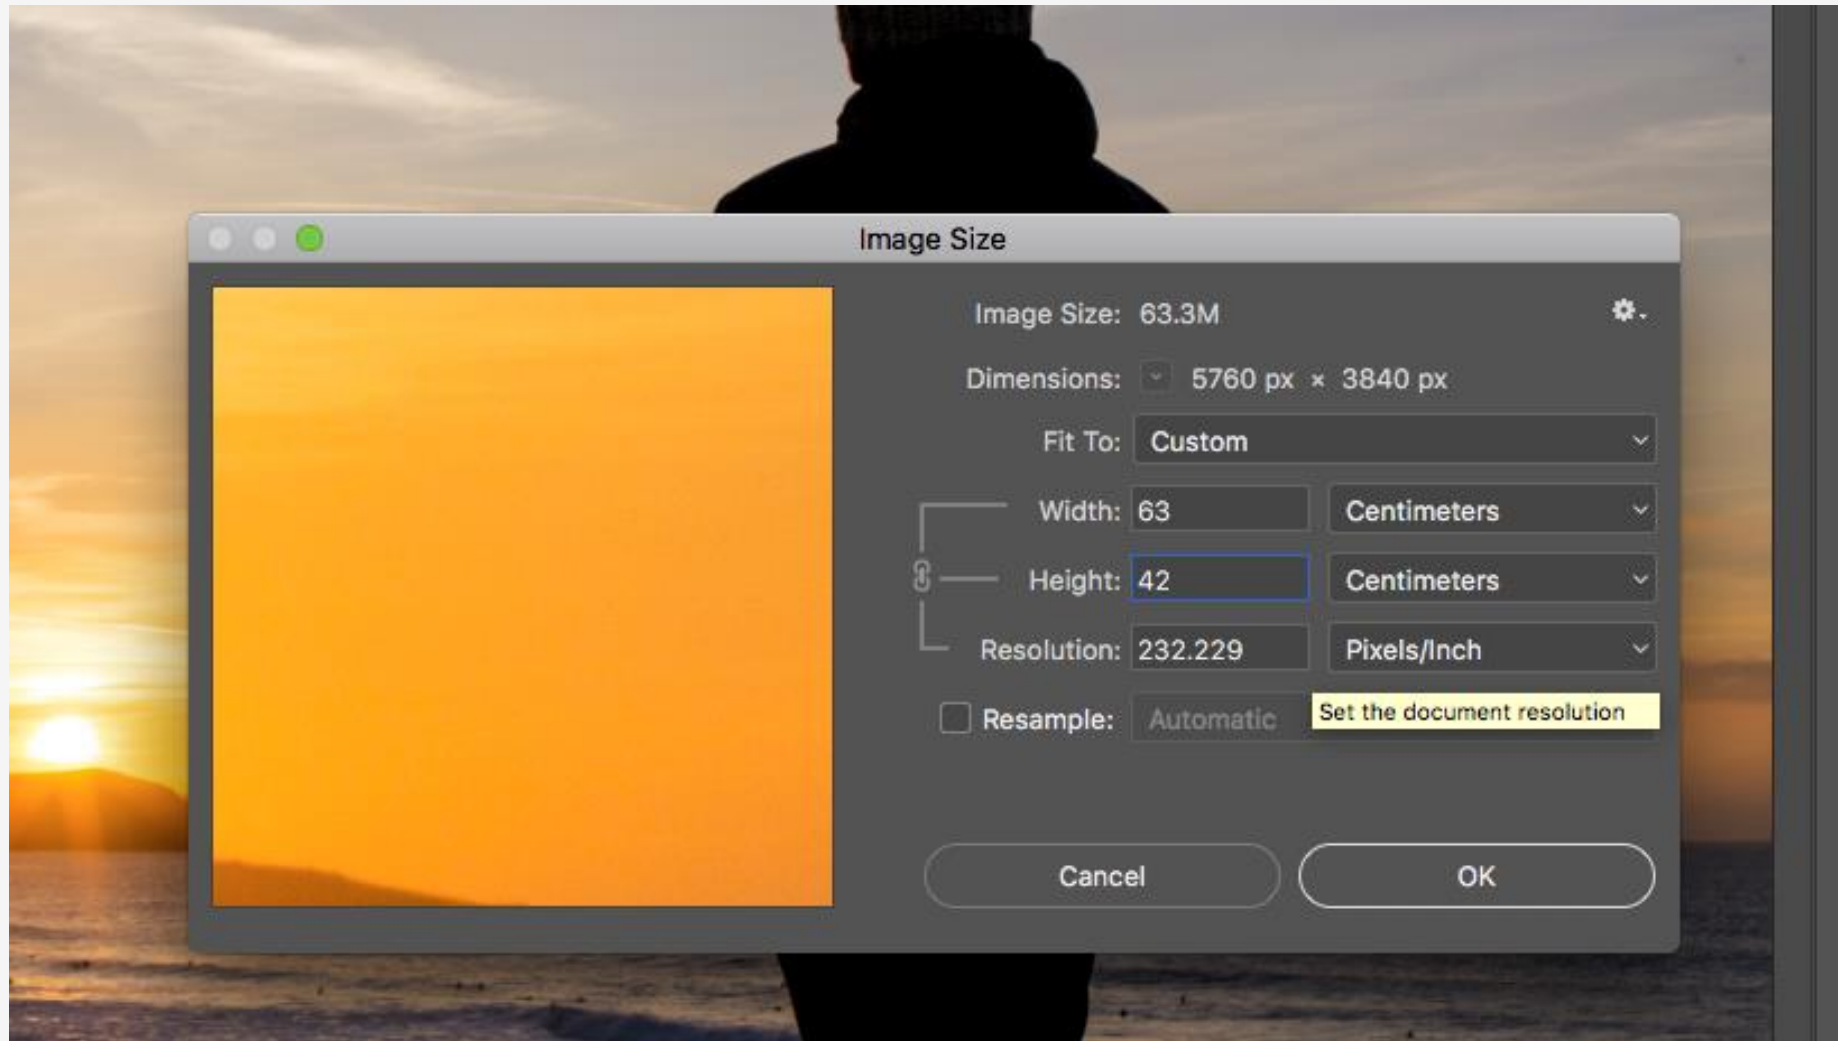 Image Size
Image Size: 63.3M
Dimensions: 5760 px × 3840 px
Fit To: Custom
Width: 63 Centimeters
Height: 42 Centimeters
Resolution: 232.229 Pixels/Inch
Resample: Automatic
Set the document resolution
Cancel OK